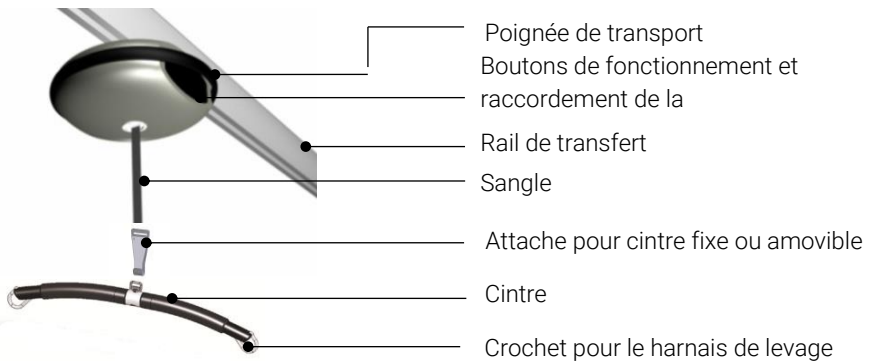 Poignée de transport
Boutons de fonctionnement et
raccordement de la
Rail de transfert
Sangle
Attache pour cintre fixe ou amovible
Cintre
Crochet pour le harnais de levage